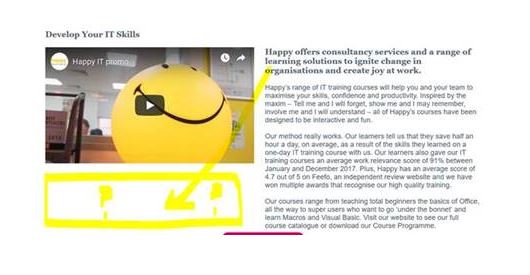 Develop Your IT Skills
Happy IT promo
Happy offers consultancy services and a range of
learning solutions to ignite change in
organisations and create joy at work.
Happy's range of IT training courses will help you and your team to
maximise your skills, confidence and productivity. Inspired by the
maxim – Tell me and I will forget, show me and I may remember,
involve me and I will understand – all of Happy's courses have been
designed to be interactive and fun.
Our method really works. Our learners tell us that they save half an
hour a day, on average, as a result of the skills they learned on a
one-day IT training course with us. Our learners also gave our IT
training courses an average work relevance score of 91% between
January and December 2017. Plus, Happy has an average score of
4.7 out of 5 on Feefo, an independent review website and we have
won multiple awards that recognise our high quality training.
Our courses range from teaching total beginners the basics of Office,
all the way to super users who want to go 'under the bonnet' and
learn Macros and Visual Basic. Visit our website to see our full
course catalogue or download our Course Programme.
? ?